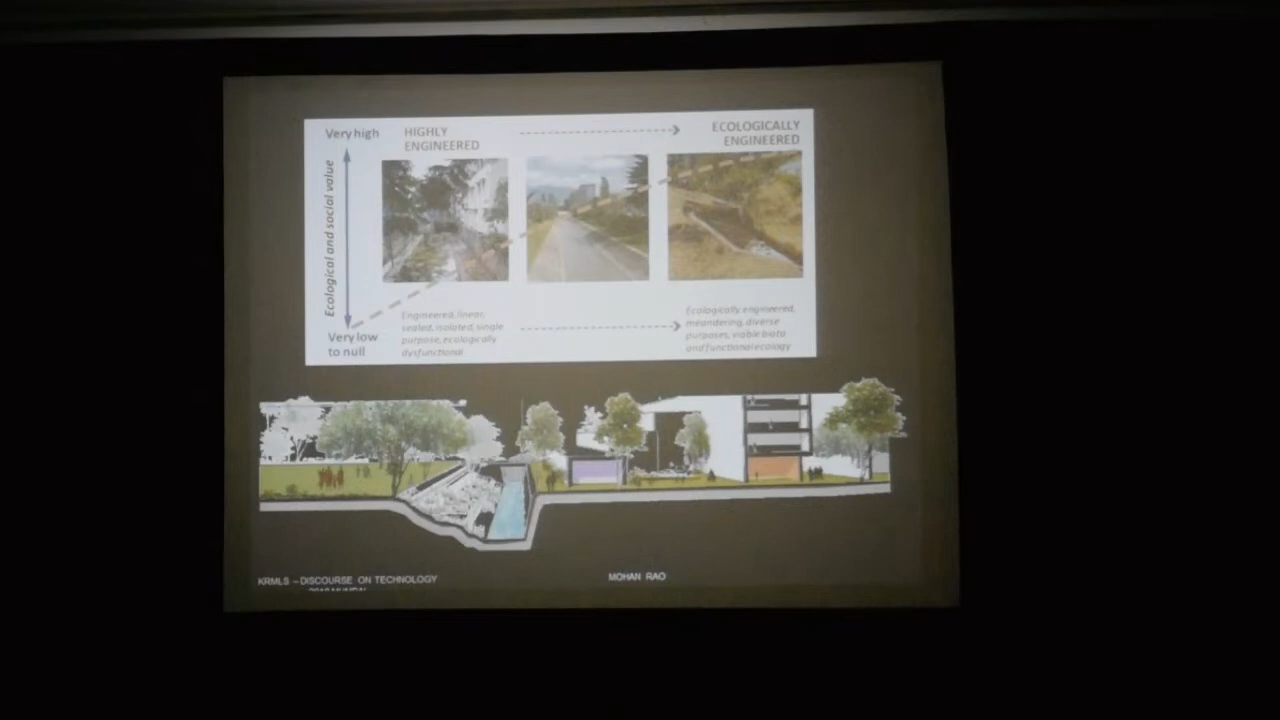 Very high
HIGHLY
ENGINEERED
ECOLOGICALLY
ENGINEERED
Ecological and social value
Very low
to null
Engineered, linear,
sealed, isolated, single
purpose, ecologically
dysfunctional
Ecologically engineered,
meandering, diverse
purposes, viable biota
and functional ecology
KRMLS – DISCOURSE ON TECHNOLOGY
MOHAN RAO